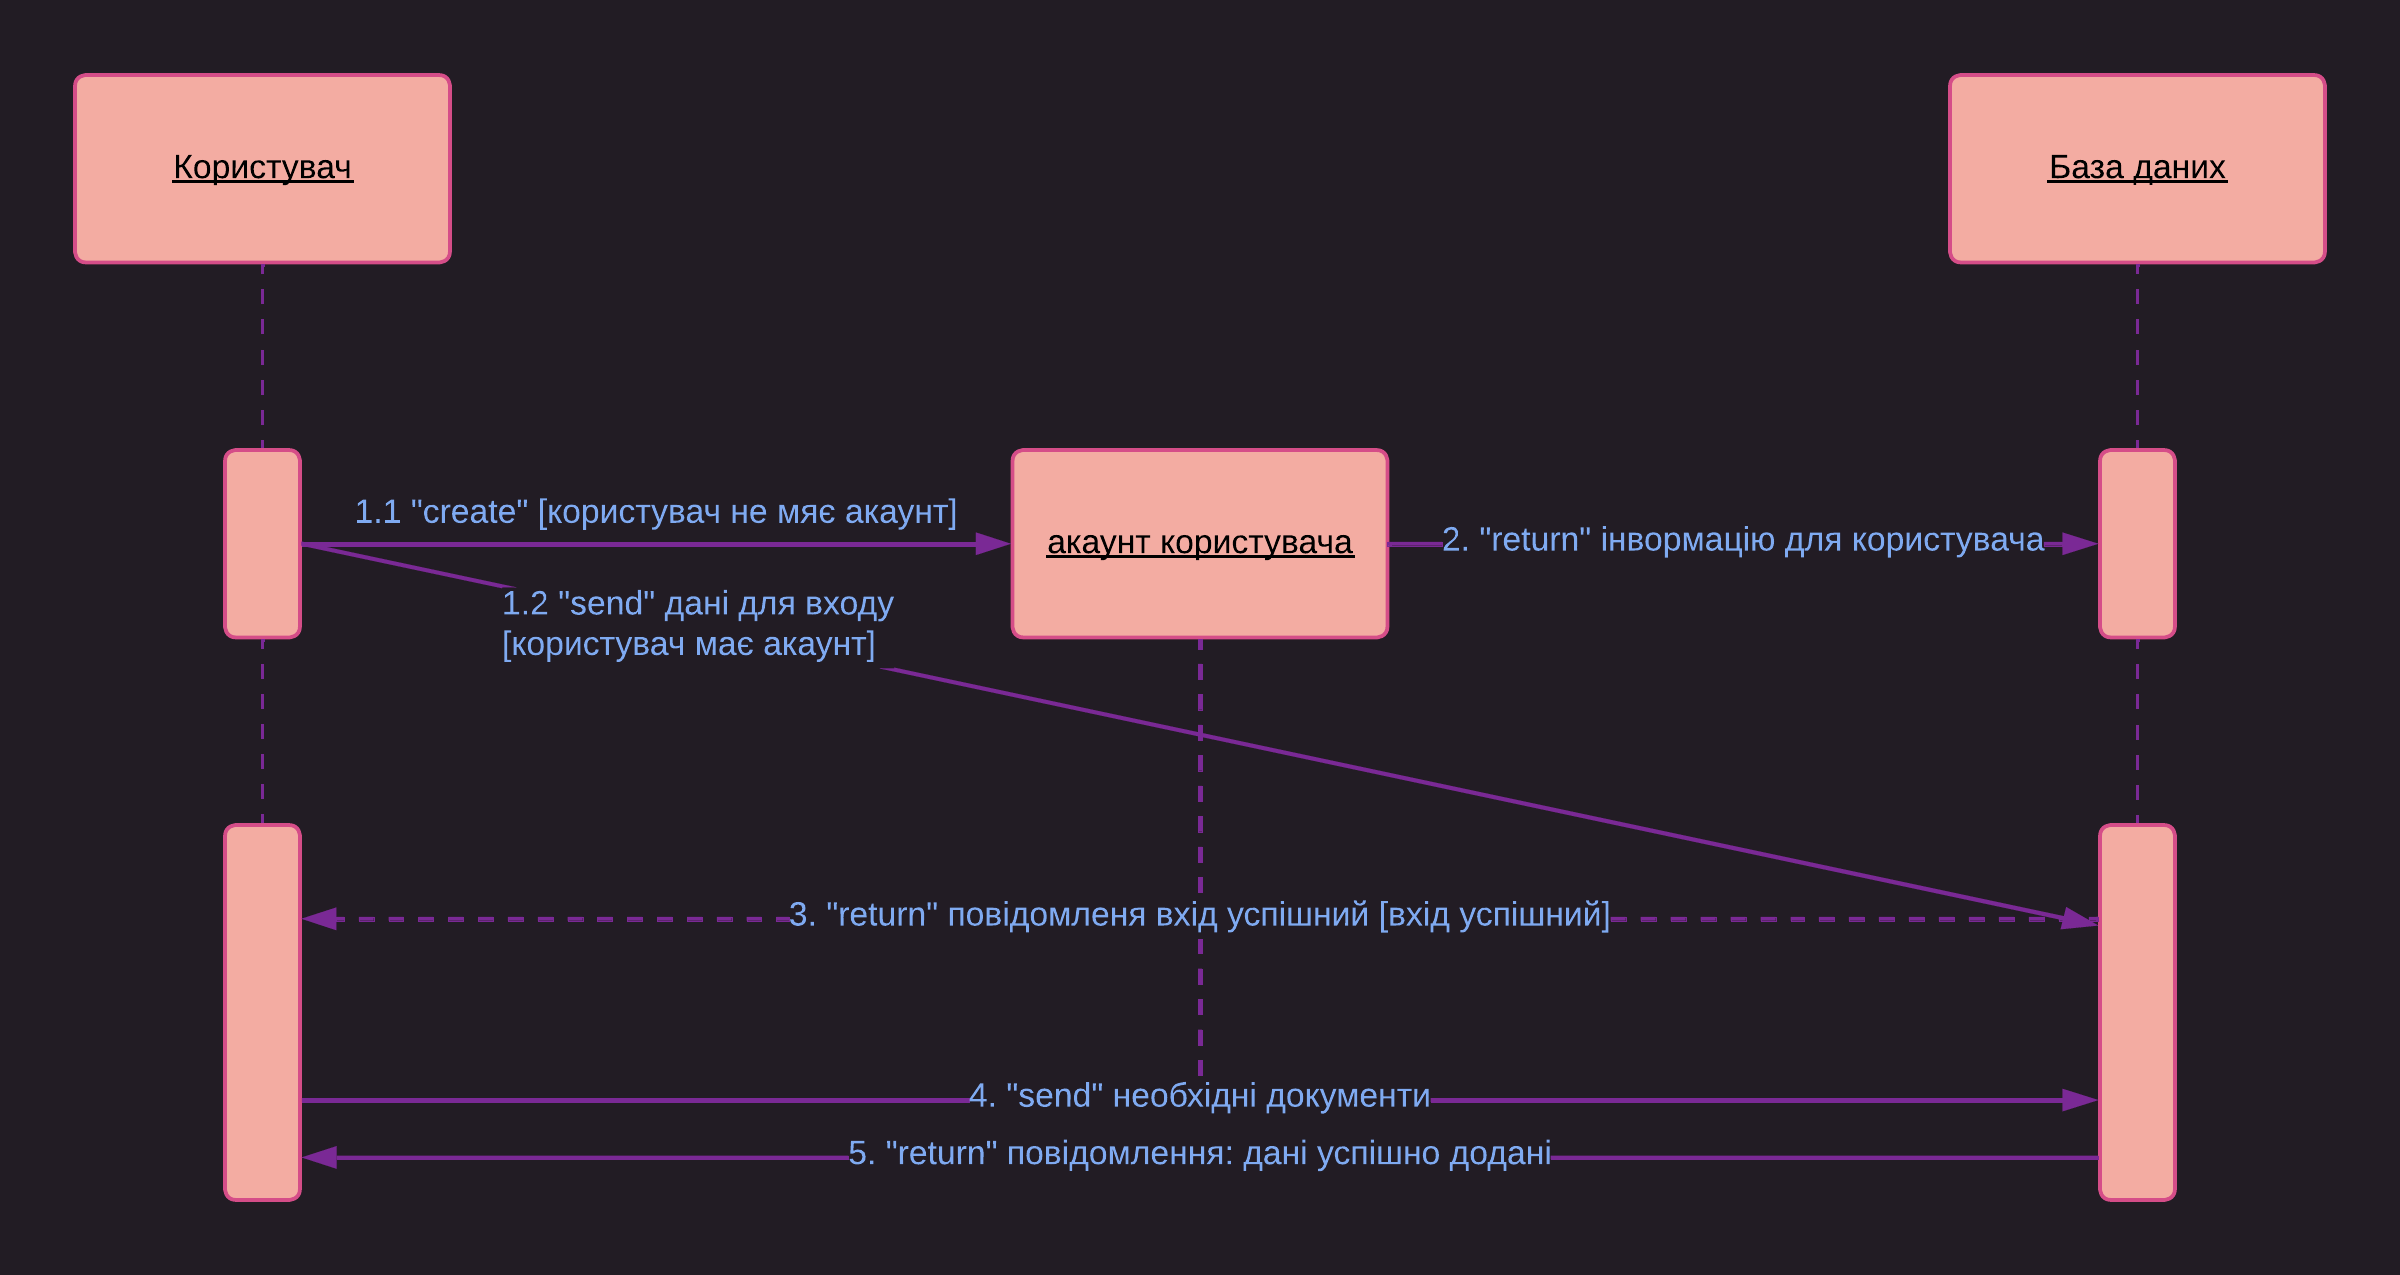 Користувач
База даних
1.1 "create" [користувач не мяє акаунт]
акаунт користувача
2. "return" інвормацію для користувача
1.2 "send" дані для входу
[користувач має акаунт]
3. "return" повідомленя вхід успішний [вхід успішний]
4. "send" необхідні документи
5. "return" повідомлення: дані успішно додані